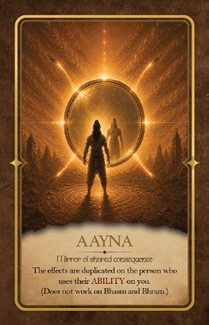 AAYNA
Mirror of shared consequence
The effects are duplicated on the person who
uses their ABILITY on you.
(Does not work on Bhasm and Bhram.)